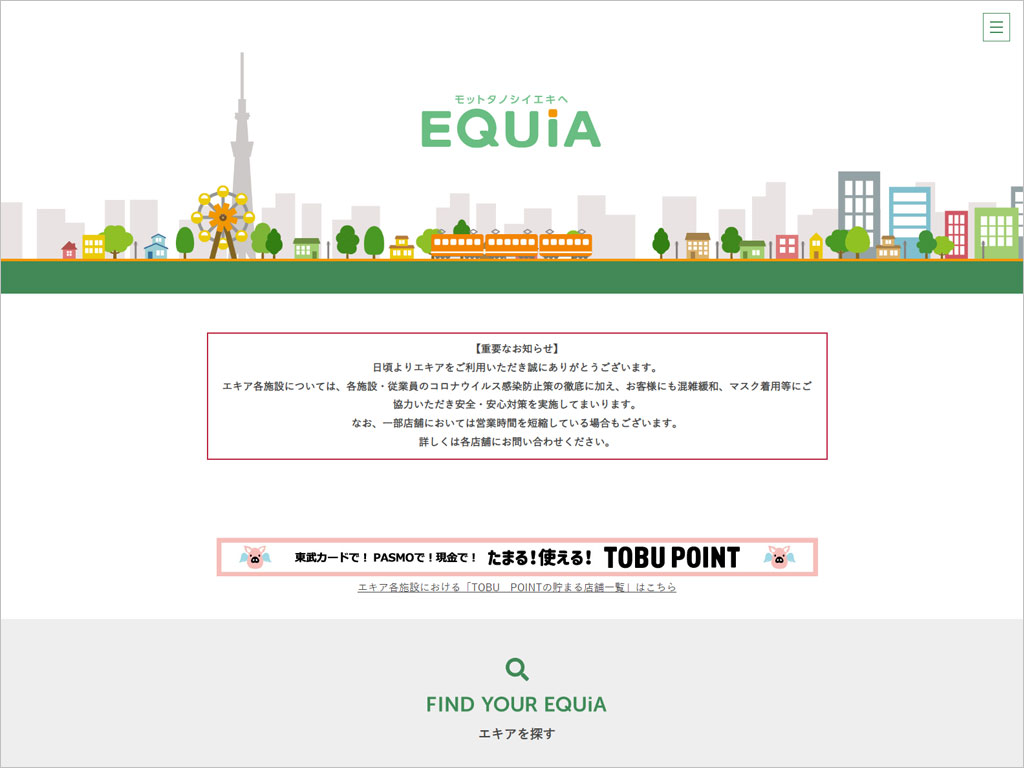 モットタノシイエキへ
EQUiA
【重要なお知らせ】
日頃よりエキアをご利用いただき誠にありがとうございます。
エキア各施設については、各施設・従業員のコロナウイルス感染防止策の徹底に加え、お客様にも混雑緩和、マスク着用等にご
協力いただき安全・安心対策を実施してまいります。
なお、一部店舗においては営業時間を短縮している場合もございます。
詳しくは各店舗にお問い合わせください。
東武カードで！PASMOで！現金で！ たまる！使える！ TOBU POINT
エキア各施設における「TOBU　POINTの貯まる店舗一覧」はこちら
FIND YOUR EQUiA
エキアを探す